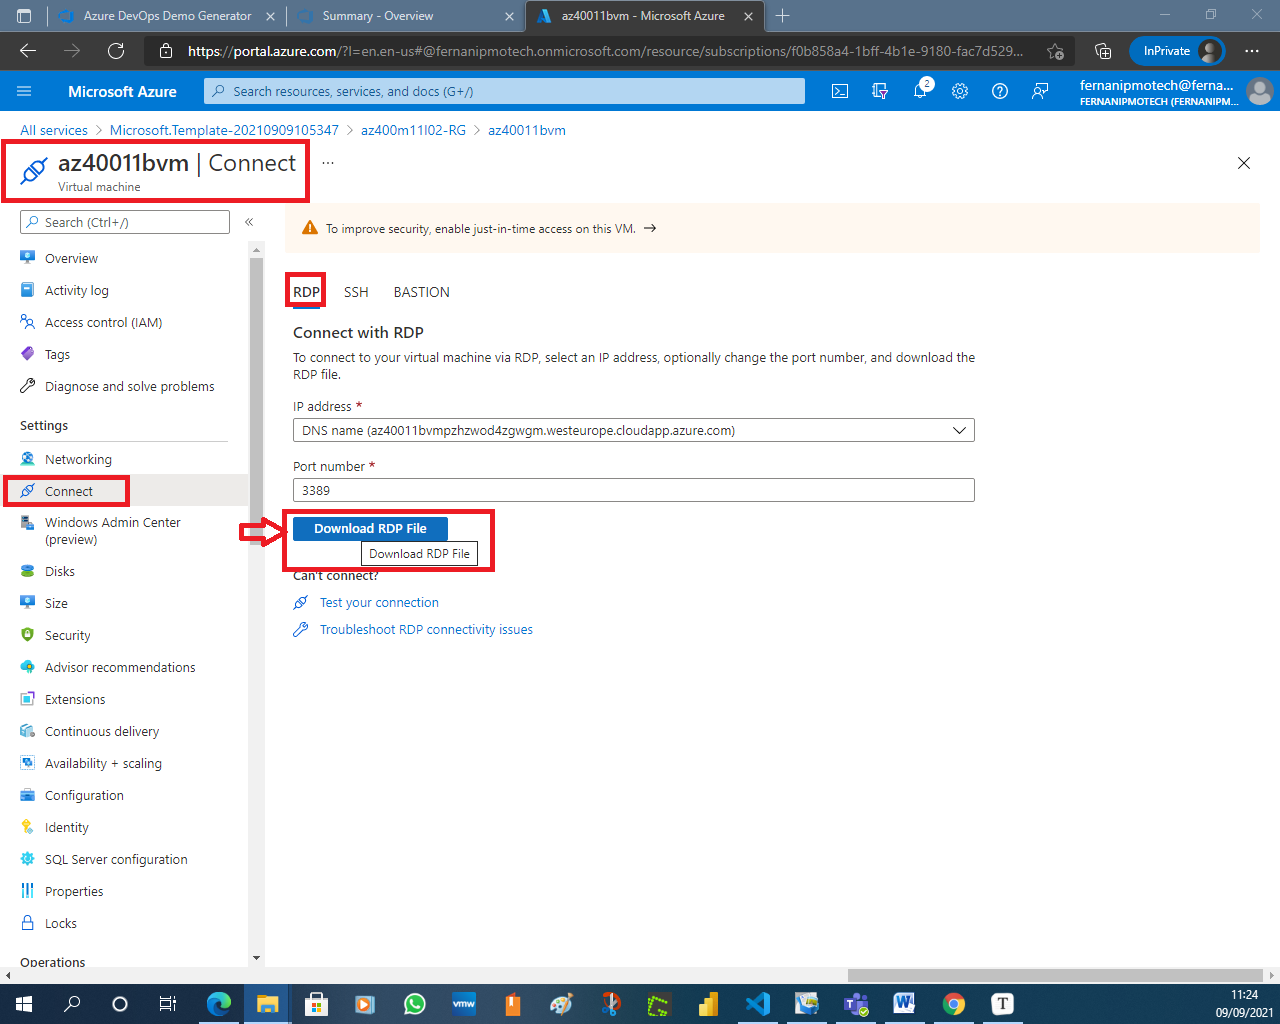 Azure DevOps Demo Generator
Summary - Overview
az40011bvm - Microsoft Azure
https://portal.azure.com/?l=en.en-us#@fernanipmotech.onmicrosoft.com/resource/subscriptions/f0b858a4-1bff-4b1e-9180-fac7d529...
InPrivate
Microsoft Azure
Search resources, services, and docs (G+/)
2
fernanipmotech@ferna...
FERNANIPMOTECH (FERNANIPM...
All services > Microsoft.Template-20210909105347 > az400m11l02-RG > az40011bvm
az40011bvm | Connect ...
Virtual machine
Search (Ctrl+/)
«
To improve security, enable just-in-time access on this VM. →
Overview
Activity log
Access control (IAM)
Tags
Diagnose and solve problems
Settings
Networking
Connect
Windows Admin Center
(preview)
Disks
Size
Security
Advisor recommendations
Extensions
Continuous delivery
Availability + scaling
Configuration
Identity
SQL Server configuration
Properties
Locks
Operations
RDP SSH BASTION
Connect with RDP
To connect to your virtual machine via RDP, select an IP address, optionally change the port number, and download the
RDP file.
IP address *
DNS name (az40011bvmpzhzwod4zgwgm.westeurope.cloudapp.azure.com)
Port number *
3389
Download RDP File
Download RDP File
Can't connect?
Test your connection
Troubleshoot RDP connectivity issues
vmw
T
11:24
09/09/2021